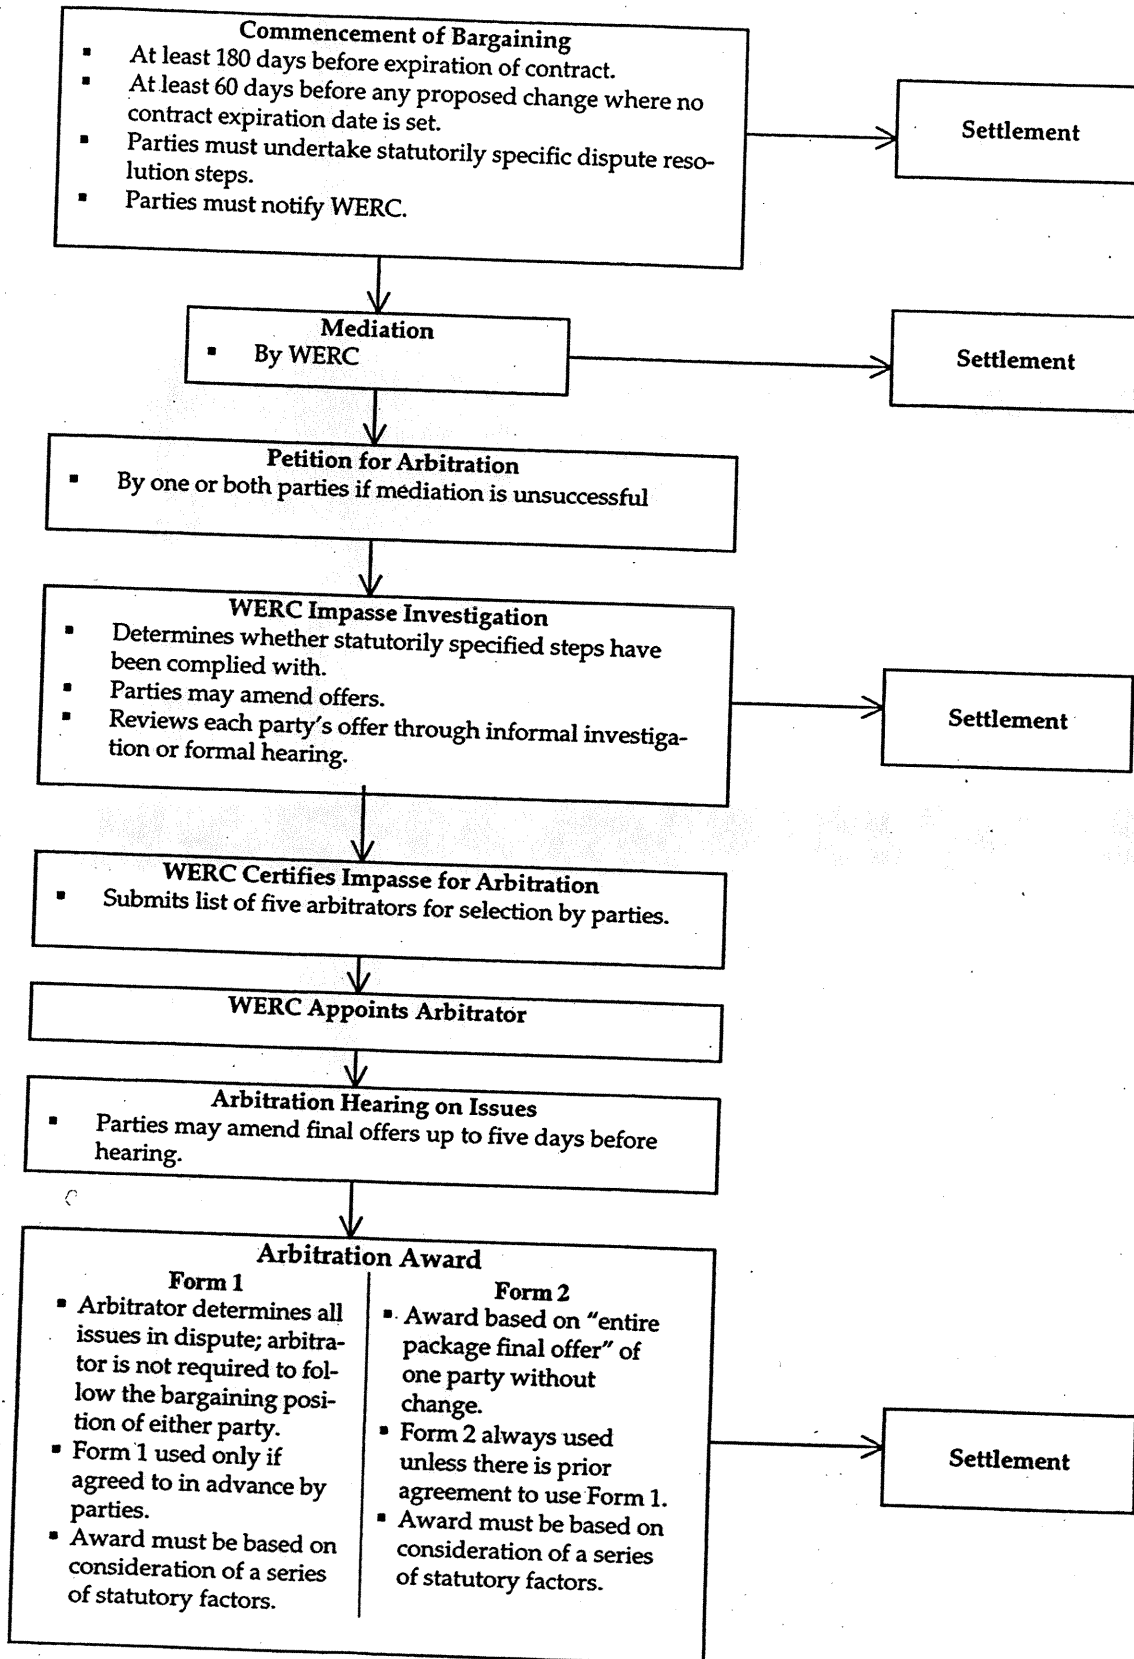 Commencement of Bargaining
▪ At least 180 days before expiration of contract.
▪ At least 60 days before any proposed change where no
contract expiration date is set.
▪ Parties must undertake statutorily specific dispute reso-
lution steps.
▪ Parties must notify WERC.
Settlement
Mediation
▪ By WERC
Settlement
Petition for Arbitration
▪ By one or both parties if mediation is unsuccessful
WERC Impasse Investigation
▪ Determines whether statutorily specified steps have
been complied with.
▪ Parties may amend offers.
▪ Reviews each party's offer through informal investiga-
tion or formal hearing.
Settlement
WERC Certifies Impasse for Arbitration
▪ Submits list of five arbitrators for selection by parties.
WERC Appoints Arbitrator
Arbitration Hearing on Issues
▪ Parties may amend final offers up to five days before
hearing.
Arbitration Award
Form 1
▪ Arbitrator determines all
issues in dispute; arbitra-
tor is not required to fol-
low the bargaining posi-
tion of either party.
▪ Form 1 used only if
agreed to in advance by
parties.
▪ Award must be based on
consideration of a series
of statutory factors.
Form 2
▪ Award based on "entire
package final offer" of
one party without
change.
▪ Form 2 always used
unless there is prior
agreement to use Form 1.
▪ Award must be based on
consideration of a series
of statutory factors.
Settlement